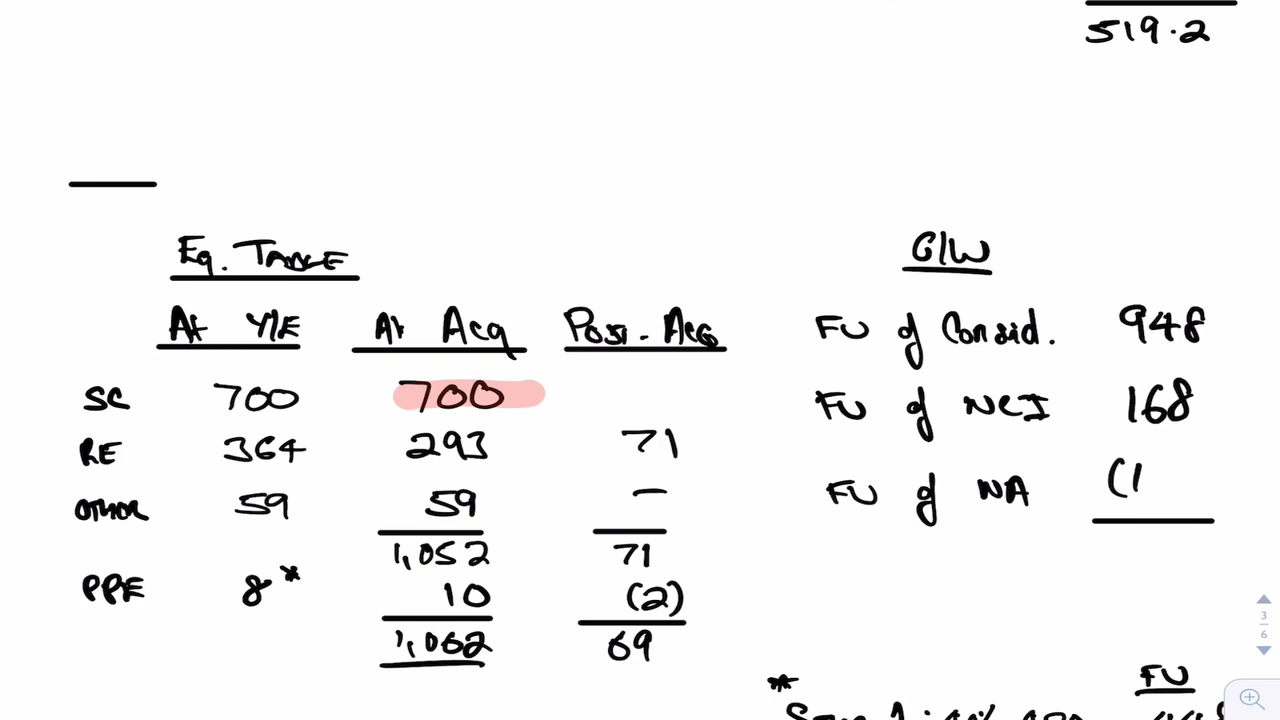 519.2
Eq. TABLE
At Y/E At Acq Post-Acq
SC 700 700
RE 364 293 71
OTHER 59 59 –
1,052 71
PPE 8* 10 (2)
1,062 69
G/W
FV of Consid. 948
FV of NCI 168
FV of NA (1
3
6
*
FV